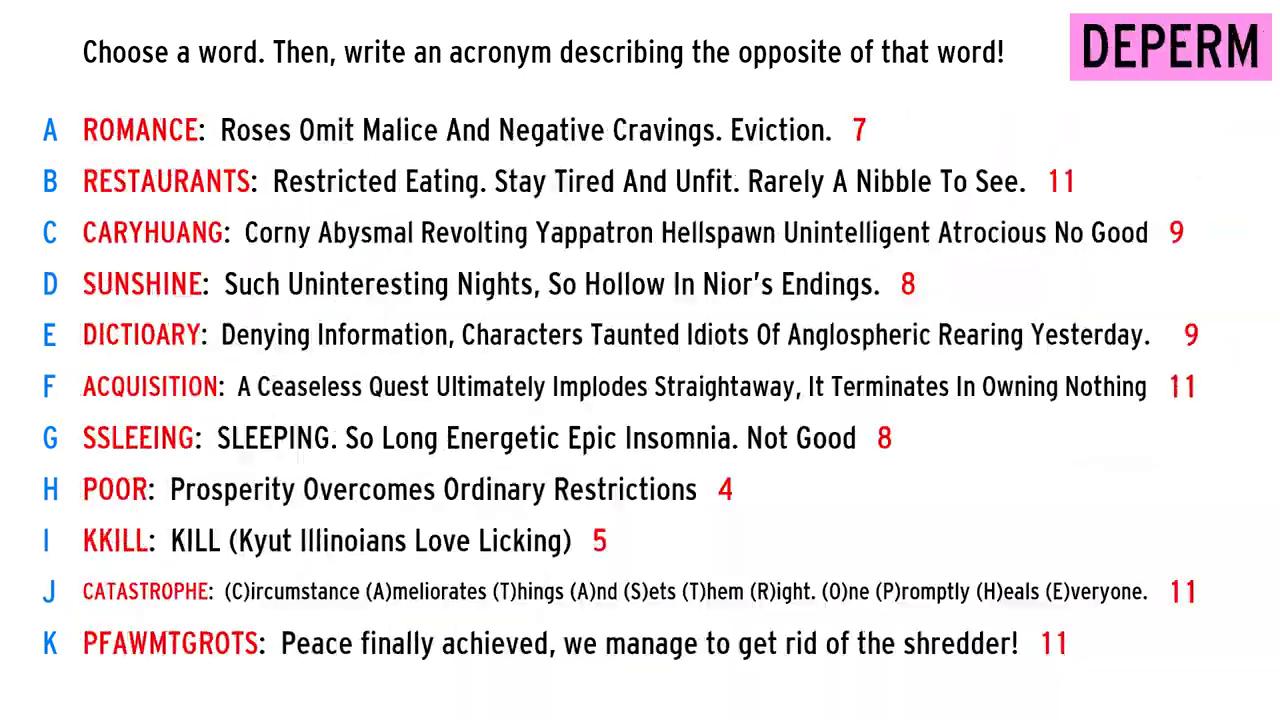 Choose a word. Then, write an acronym describing the opposite of that word!
DEPERM
A ROMANCE: Roses Omit Malice And Negative Cravings. Eviction. 7
B RESTAURANTS: Restricted Eating. Stay Tired And Unfit. Rarely A Nibble To See. 11
C CARYHUANG: Corny Abysmal Revolting Yappatron Hellspawn Unintelligent Atrocious No Good 9
D SUNSHINE: Such Uninteresting Nights, So Hollow In Nior's Endings. 8
E DICTIOARY: Denying Information, Characters Taunted Idiots Of Anglospheric Rearing Yesterday. 9
F ACQUISITION: A Ceaseless Quest Ultimately Implodes Straightaway, It Terminates In Owning Nothing 11
G SSLEEING: SLEEPING. So Long Energetic Epic Insomnia. Not Good 8
H POOR: Prosperity Overcomes Ordinary Restrictions 4
I KKILL: KILL (Kyut Illinoians Love Licking) 5
J CATASTROPHE: (C)ircumstance (A)meliorates (T)hings (A)nd (S)ets (T)hem (R)ight. (O)ne (P)romptly (H)eals (E)veryone. 11
K PFAWMTGROTS: Peace finally achieved, we manage to get rid of the shredder! 11